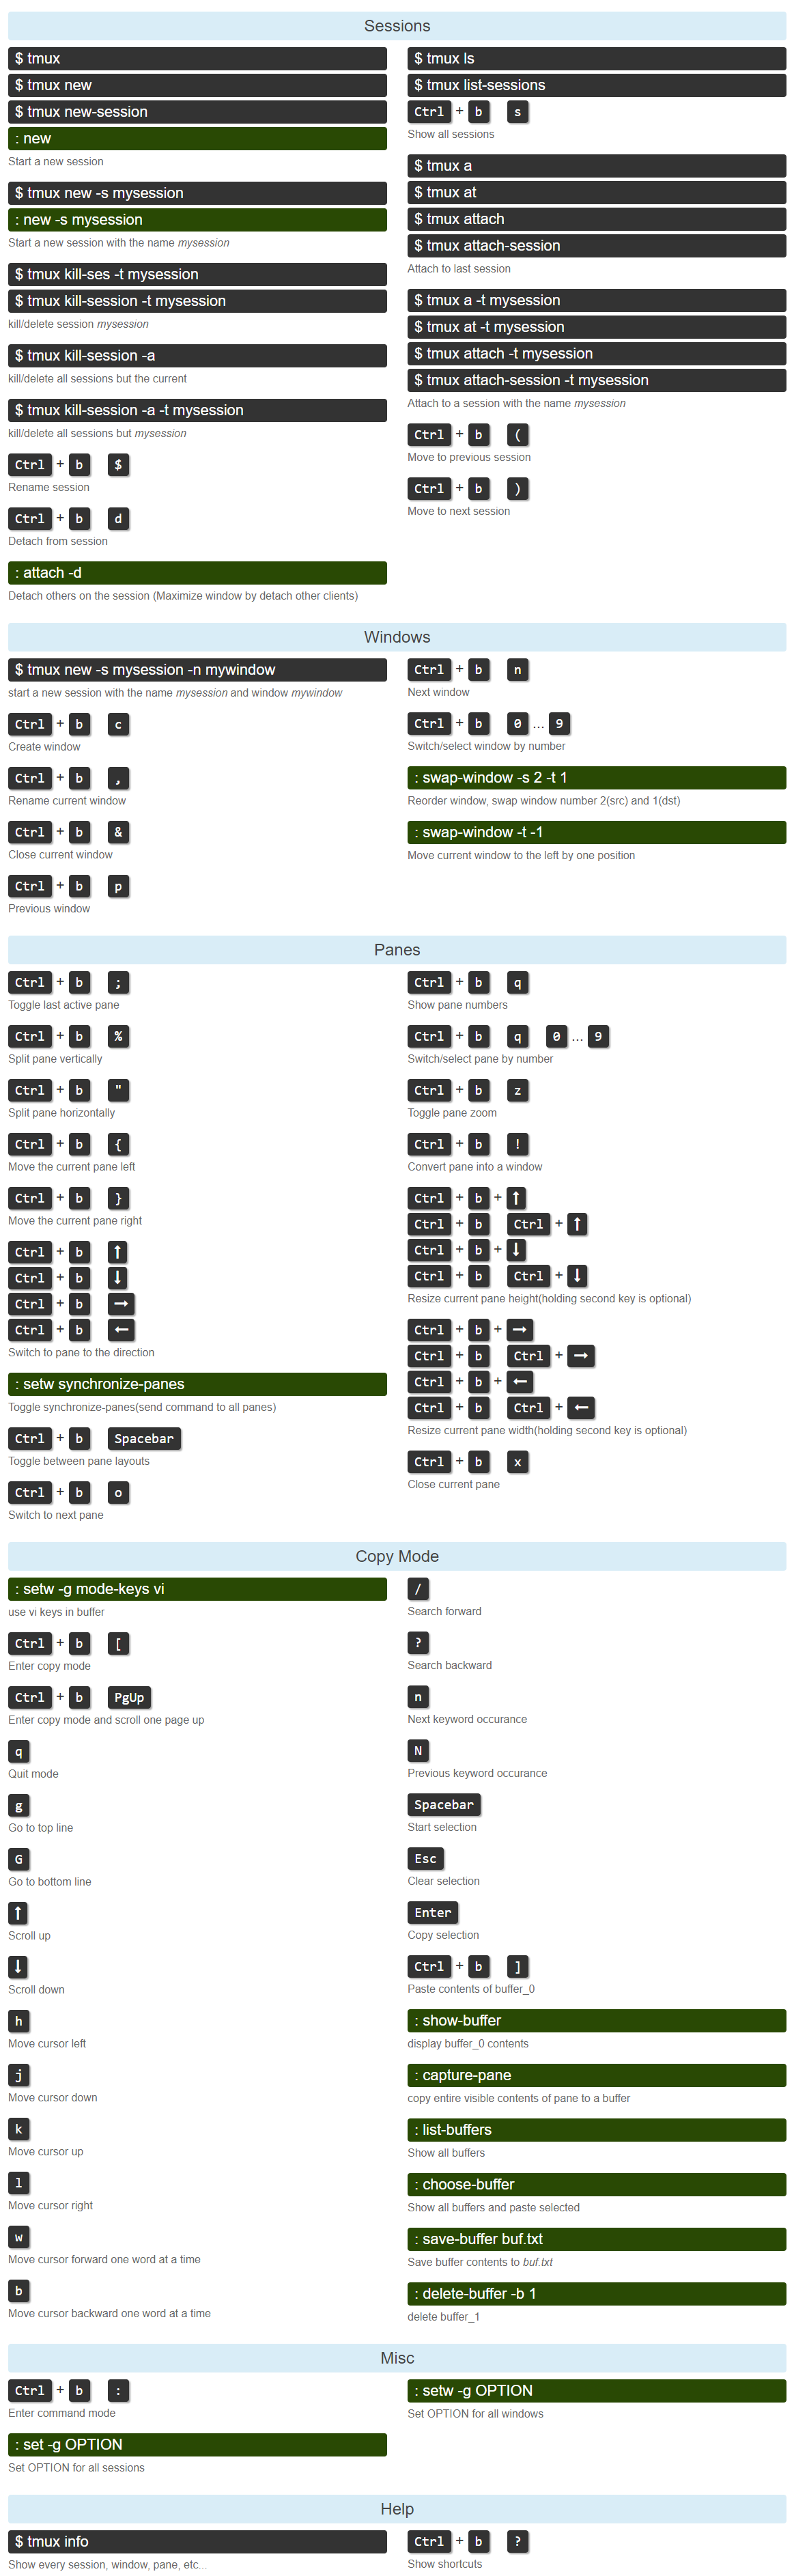 Sessions
$ tmux
$ tmux new
$ tmux new-session
: new
Start a new session
$ tmux new -s mysession
: new -s mysession
Start a new session with the name mysession
$ tmux kill-ses -t mysession
$ tmux kill-session -t mysession
kill/delete session mysession
$ tmux kill-session -a
kill/delete all sessions but the current
$ tmux kill-session -a -t mysession
kill/delete all sessions but mysession
Ctrl + b $
Rename session
Ctrl + b d
Detach from session
: attach -d
Detach others on the session (Maximize window by detach other clients)
$ tmux ls
$ tmux list-sessions
Ctrl + b s
Show all sessions
$ tmux a
$ tmux at
$ tmux attach
$ tmux attach-session
Attach to last session
$ tmux a -t mysession
$ tmux at -t mysession
$ tmux attach -t mysession
$ tmux attach-session -t mysession
Attach to a session with the name mysession
Ctrl + b (
Move to previous session
Ctrl + b )
Move to next session
Windows
$ tmux new -s mysession -n mywindow
start a new session with the name mysession and window mywindow
Ctrl + b c
Create window
Ctrl + b ,
Rename current window
Ctrl + b &
Close current window
Ctrl + b p
Previous window
Ctrl + b n
Next window
Ctrl + b 0 ... 9
Switch/select window by number
: swap-window -s 2 -t 1
Reorder window, swap window number 2(src) and 1(dst)
: swap-window -t -1
Move current window to the left by one position
Panes
Ctrl + b ;
Toggle last active pane
Ctrl + b %
Split pane vertically
Ctrl + b "
Split pane horizontally
Ctrl + b {
Move the current pane left
Ctrl + b }
Move the current pane right
Ctrl + b ↑
Ctrl + b ↓
Ctrl + b →
Ctrl + b ←
Switch to pane to the direction
: setw synchronize-panes
Toggle synchronize-panes(send command to all panes)
Ctrl + b Spacebar
Toggle between pane layouts
Ctrl + b o
Switch to next pane
Ctrl + b q
Show pane numbers
Ctrl + b q 0 ... 9
Switch/select pane by number
Ctrl + b z
Toggle pane zoom
Ctrl + b !
Convert pane into a window
Ctrl + b + ↑
Ctrl + b Ctrl + ↑
Ctrl + b + ↓
Ctrl + b Ctrl + ↓
Resize current pane height(holding second key is optional)
Ctrl + b + →
Ctrl + b Ctrl + →
Ctrl + b + ←
Ctrl + b Ctrl + ←
Resize current pane width(holding second key is optional)
Ctrl + b x
Close current pane
Copy Mode
: setw -g mode-keys vi
use vi keys in buffer
Ctrl + b [
Enter copy mode
Ctrl + b PgUp
Enter copy mode and scroll one page up
q
Quit mode
g
Go to top line
G
Go to bottom line
↑
Scroll up
↓
Scroll down
h
Move cursor left
j
Move cursor down
k
Move cursor up
l
Move cursor right
w
Move cursor forward one word at a time
b
Move cursor backward one word at a time
/
Search forward
?
Search backward
n
Next keyword occurance
N
Previous keyword occurance
Spacebar
Start selection
Esc
Clear selection
Enter
Copy selection
Ctrl + b ]
Paste contents of buffer_0
: show-buffer
display buffer_0 contents
: capture-pane
copy entire visible contents of pane to a buffer
: list-buffers
Show all buffers
: choose-buffer
Show all buffers and paste selected
: save-buffer buf.txt
Save buffer contents to buf.txt
: delete-buffer -b 1
delete buffer_1
Misc
Ctrl + b :
Enter command mode
: set -g OPTION
Set OPTION for all sessions
: setw -g OPTION
Set OPTION for all windows
Help
$ tmux info
Show every session, window, pane, etc...
Ctrl + b ?
Show shortcuts